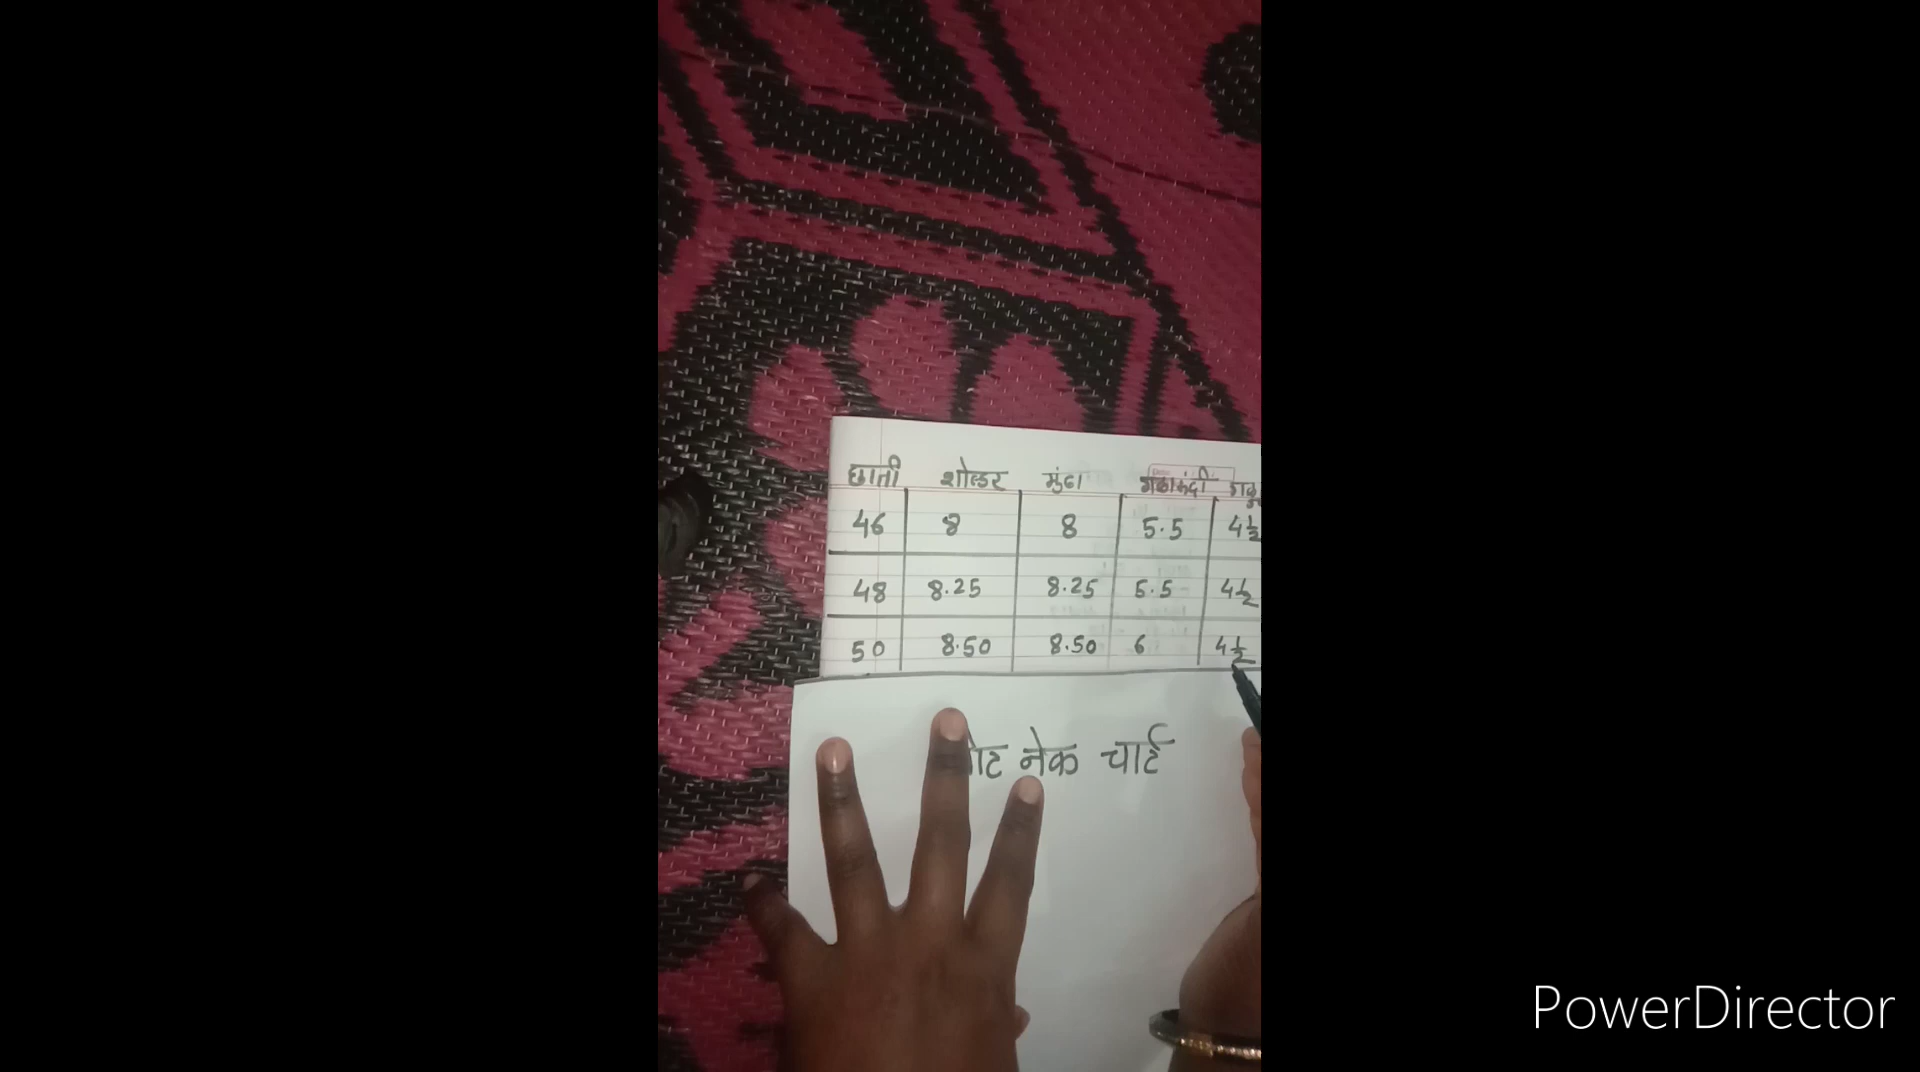 छाती शोल्डर मुंढा
46 8 8 5.5 4½
48 8.25 8.25 5.5 4½
50 8.50 8.50 6 4½
नेक चार्ट
PowerDirector